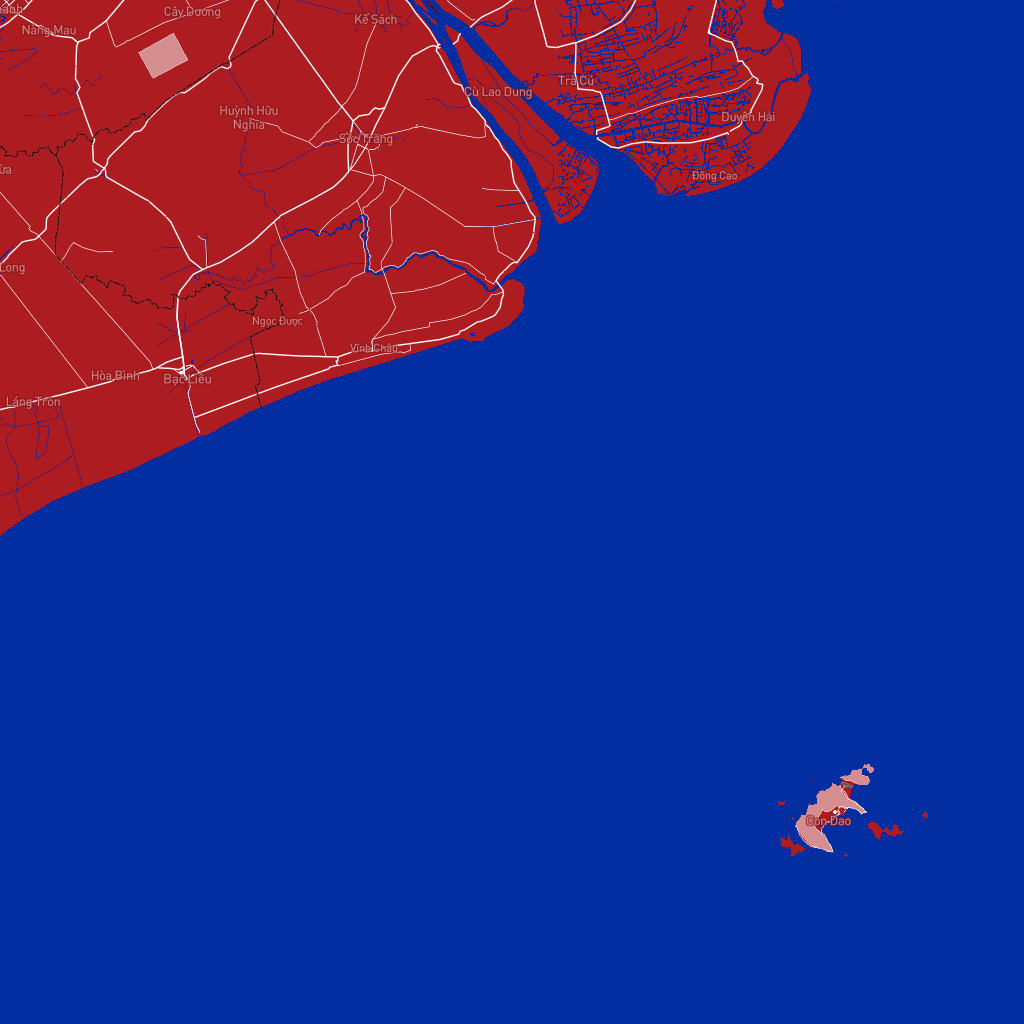 Cây Dương
Kế Sách
Nàng Mau
Trà Cú
Cù Lao Dung
Huỳnh Hữu
Nghĩa
Duyên Hải
Sóc Trăng
Đông Cao
Long
Ngọc Được
Vĩnh Châu
Hòa Bình
Bạc Liêu
Láng Tròn
Côn Đảo